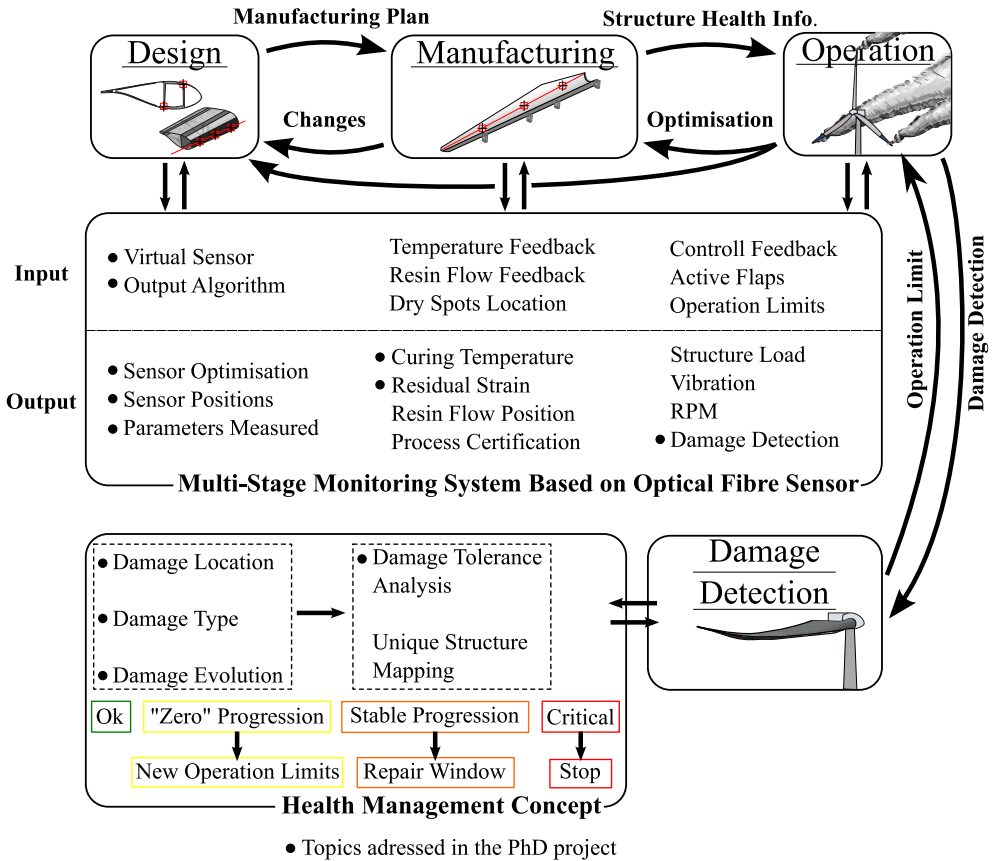 Manufacturing Plan
Structure Health Info.
Design
Manufacturing
Operation
Changes
Optimisation
Input
● Virtual Sensor
● Output Algorithm
Temperature Feedback
Resin Flow Feedback
Dry Spots Location
Controll Feedback
Active Flaps
Operation Limits
Output
● Sensor Optimisation
● Sensor Positions
● Parameters Measured
● Curing Temperature
● Residual Strain
Resin Flow Position
Process Certification
Structure Load
Vibration
RPM
● Damage Detection
Multi-Stage Monitoring System Based on Optical Fibre Sensor
Operation Limit
Damage Detection
● Damage Location
● Damage Type
● Damage Evolution
● Damage Tolerance
Analysis
Unique Structure
Mapping
Damage
Detection
Ok
"Zero" Progression
Stable Progression
Critical
New Operation Limits
Repair Window
Stop
Health Management Concept
● Topics adressed in the PhD project